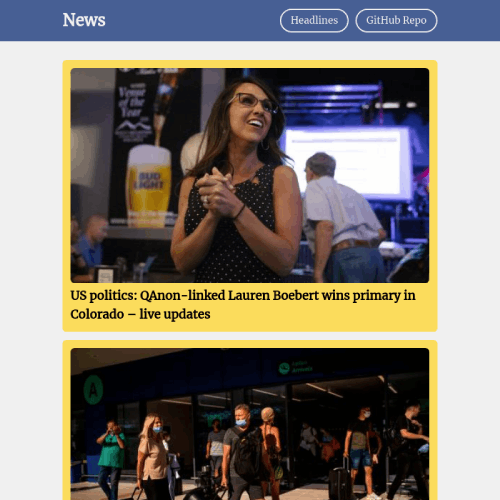 News
Headlines
GitHub Repo
Venue of
the Year
BUD
LIGHT
US politics: QAnon-linked Lauren Boebert wins primary in
Colorado – live updates
A